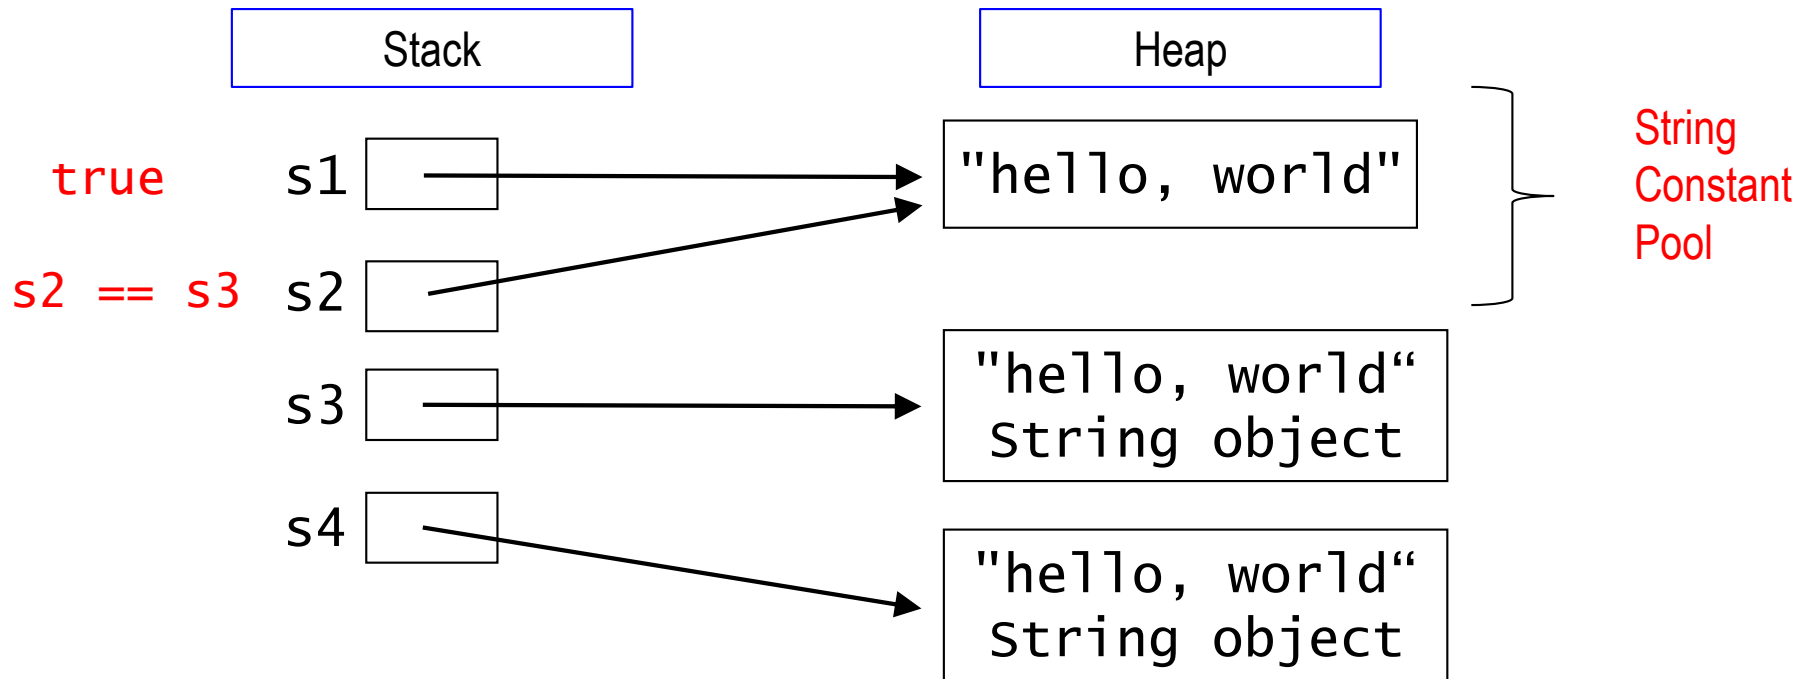 Stack
Heap
true
s1
"hello, world"
String
Constant
Pool
s2 == s3
s2
s3
"hello, world“
String object
s4
"hello, world“
String object